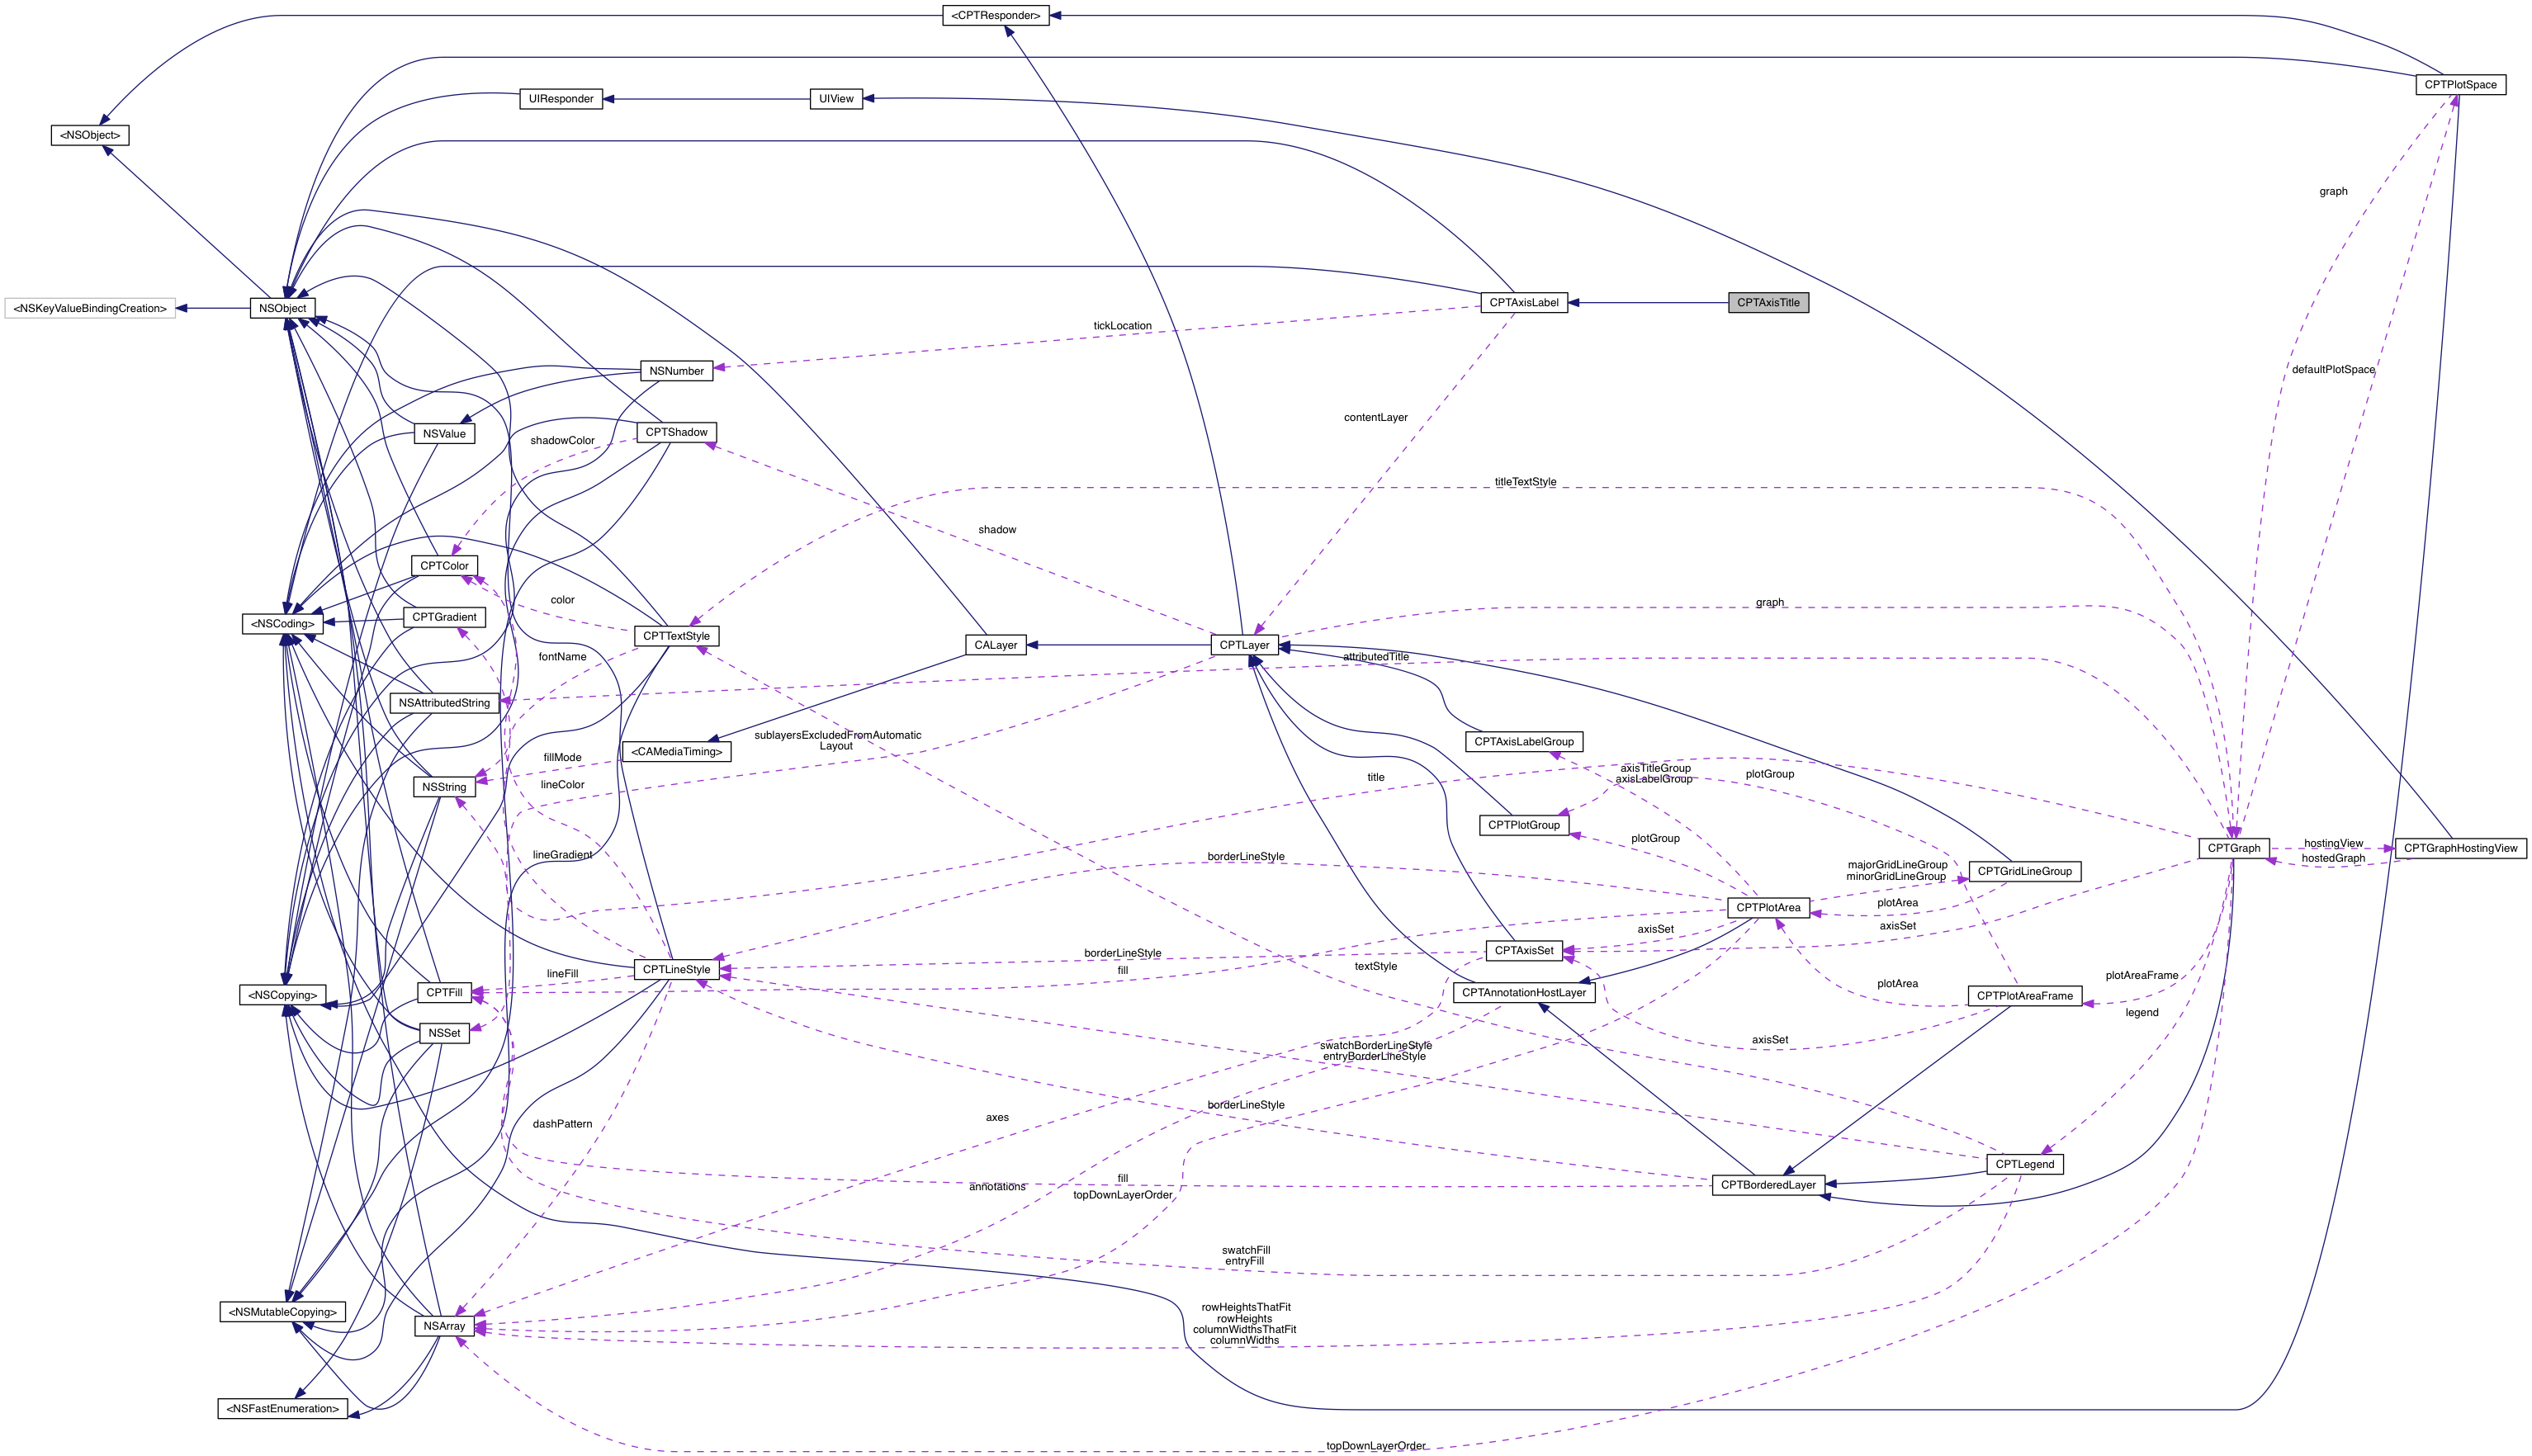 <CPTResponder>
CPTPlotSpace
UIResponder
UIView
<NSObject>
graph
<NSKeyValueBindingCreation>
NSObject
CPTAxisLabel
CPTAxisTitle
tickLocation
NSNumber
defaultPlotSpace
contentLayer
NSValue
CPTShadow
shadowColor
titleTextStyle
shadow
CPTColor
color
graph
<NSCoding>
CPTGradient
CPTTextStyle
CALayer
CPTLayer
fontName
attributedTitle
NSAttributedString
sublayersExcludedFromAutomatic
Layout
CPTAxisLabelGroup
<CAMediaTiming>
fillMode
lineColor
NSString
title
axisTitleGroup
axisLabelGroup
plotGroup
CPTPlotGroup
plotGroup
hostingView
CPTGraph
CPTGraphHostingView
hostedGraph
lineGradient
borderLineStyle
majorGridLineGroup
minorGridLineGroup
CPTGridLineGroup
plotArea
CPTPlotArea
axisSet
axisSet
CPTAxisSet
borderLineStyle
CPTLineStyle
lineFill
fill
textStyle
plotAreaFrame
plotArea
<NSCopying>
CPTFill
CPTAnnotationHostLayer
CPTPlotAreaFrame
legend
NSSet
axisSet
swatchBorderLineStyle
entryBorderLineStyle
dashPattern
axes
borderLineStyle
CPTLegend
fill
annotations
topDownLayerOrder
CPTBorderedLayer
swatchFill
entryFill
<NSMutableCopying>
NSArray
rowHeightsThatFit
rowHeights
columnWidthsThatFit
columnWidths
<NSFastEnumeration>
topDownLayerOrder